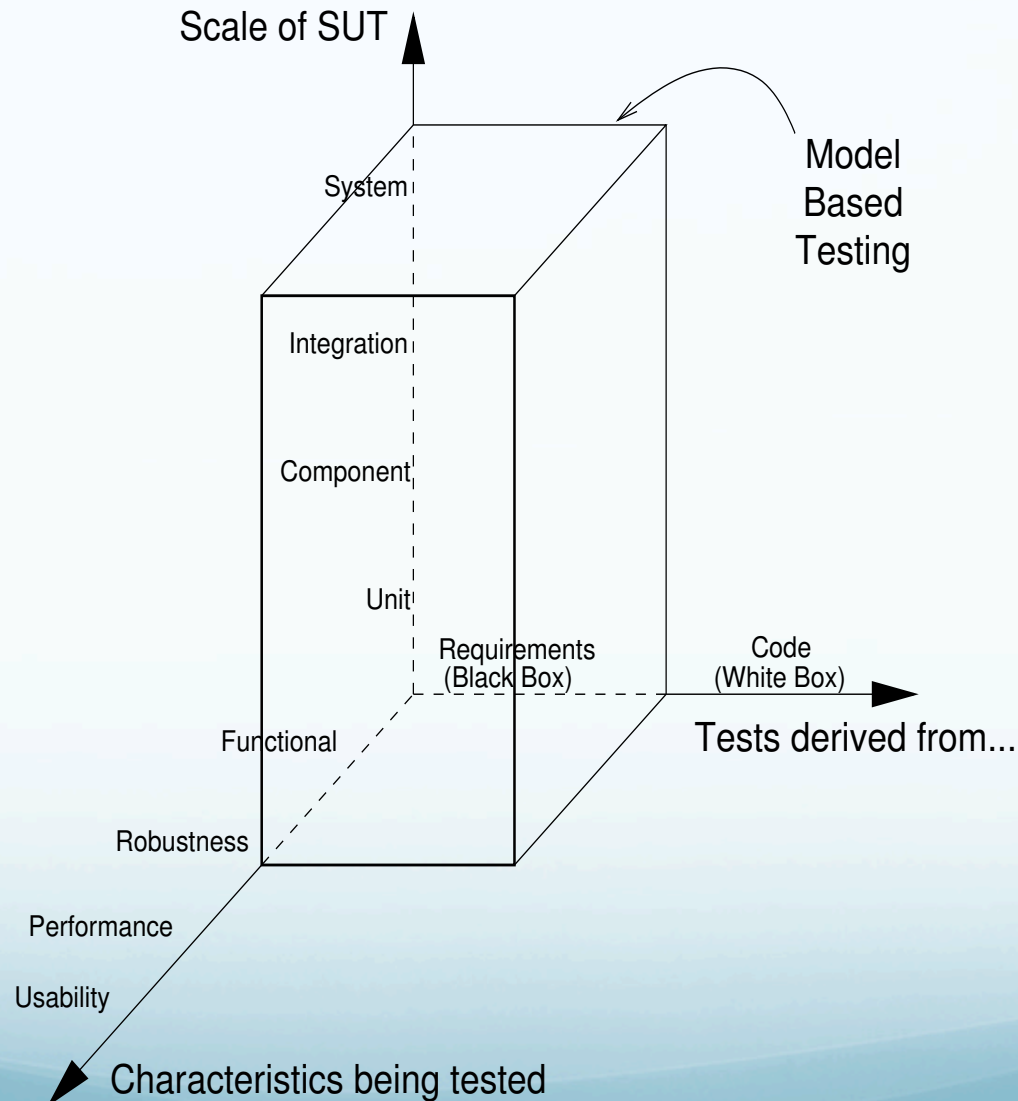 Scale of SUT
System
Model
Based
Testing
Integration
Component
Unit
Requirements
(Black Box)
Code
(White Box)
Tests derived from...
Functional
Robustness
Performance
Usability
Characteristics being tested